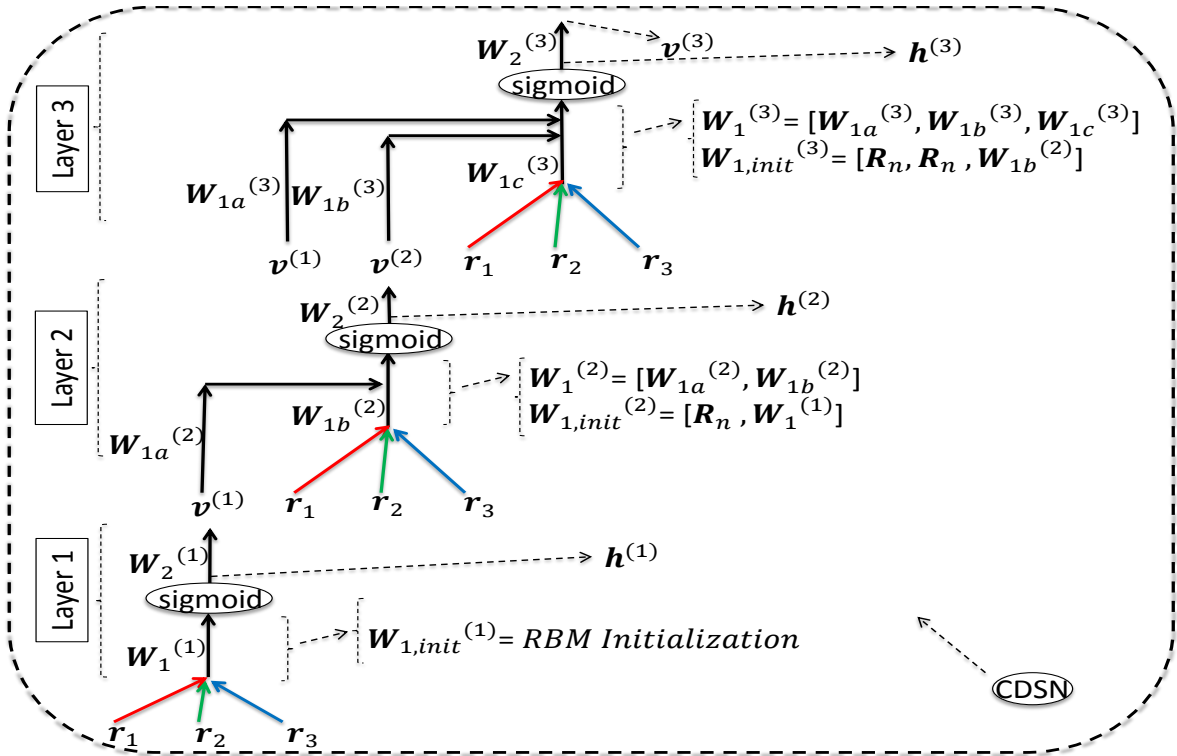 W₂⁽³⁾
v⁽³⁾
h⁽³⁾
sigmoid
Layer 3
W₁⁽³⁾= [W₁ₐ⁽³⁾, W₁b⁽³⁾, W₁c⁽³⁾]
W₁,init⁽³⁾= [Rₙ, Rₙ , W₁b⁽²⁾]
W₁ₐ⁽³⁾ W₁b⁽³⁾ W₁c⁽³⁾
v⁽¹⁾ v⁽²⁾ r₁ r₂ r₃
W₂⁽²⁾
h⁽²⁾
sigmoid
Layer 2
W₁⁽²⁾= [W₁ₐ⁽²⁾, W₁b⁽²⁾]
W₁,init⁽²⁾= [Rₙ , W₁⁽¹⁾]
W₁ₐ⁽²⁾ W₁b⁽²⁾
v⁽¹⁾ r₁ r₂ r₃
W₂⁽¹⁾
h⁽¹⁾
Layer 1
sigmoid
W₁⁽¹⁾
W₁,init⁽¹⁾= RBM Initialization
CDSN
r₁ r₂ r₃